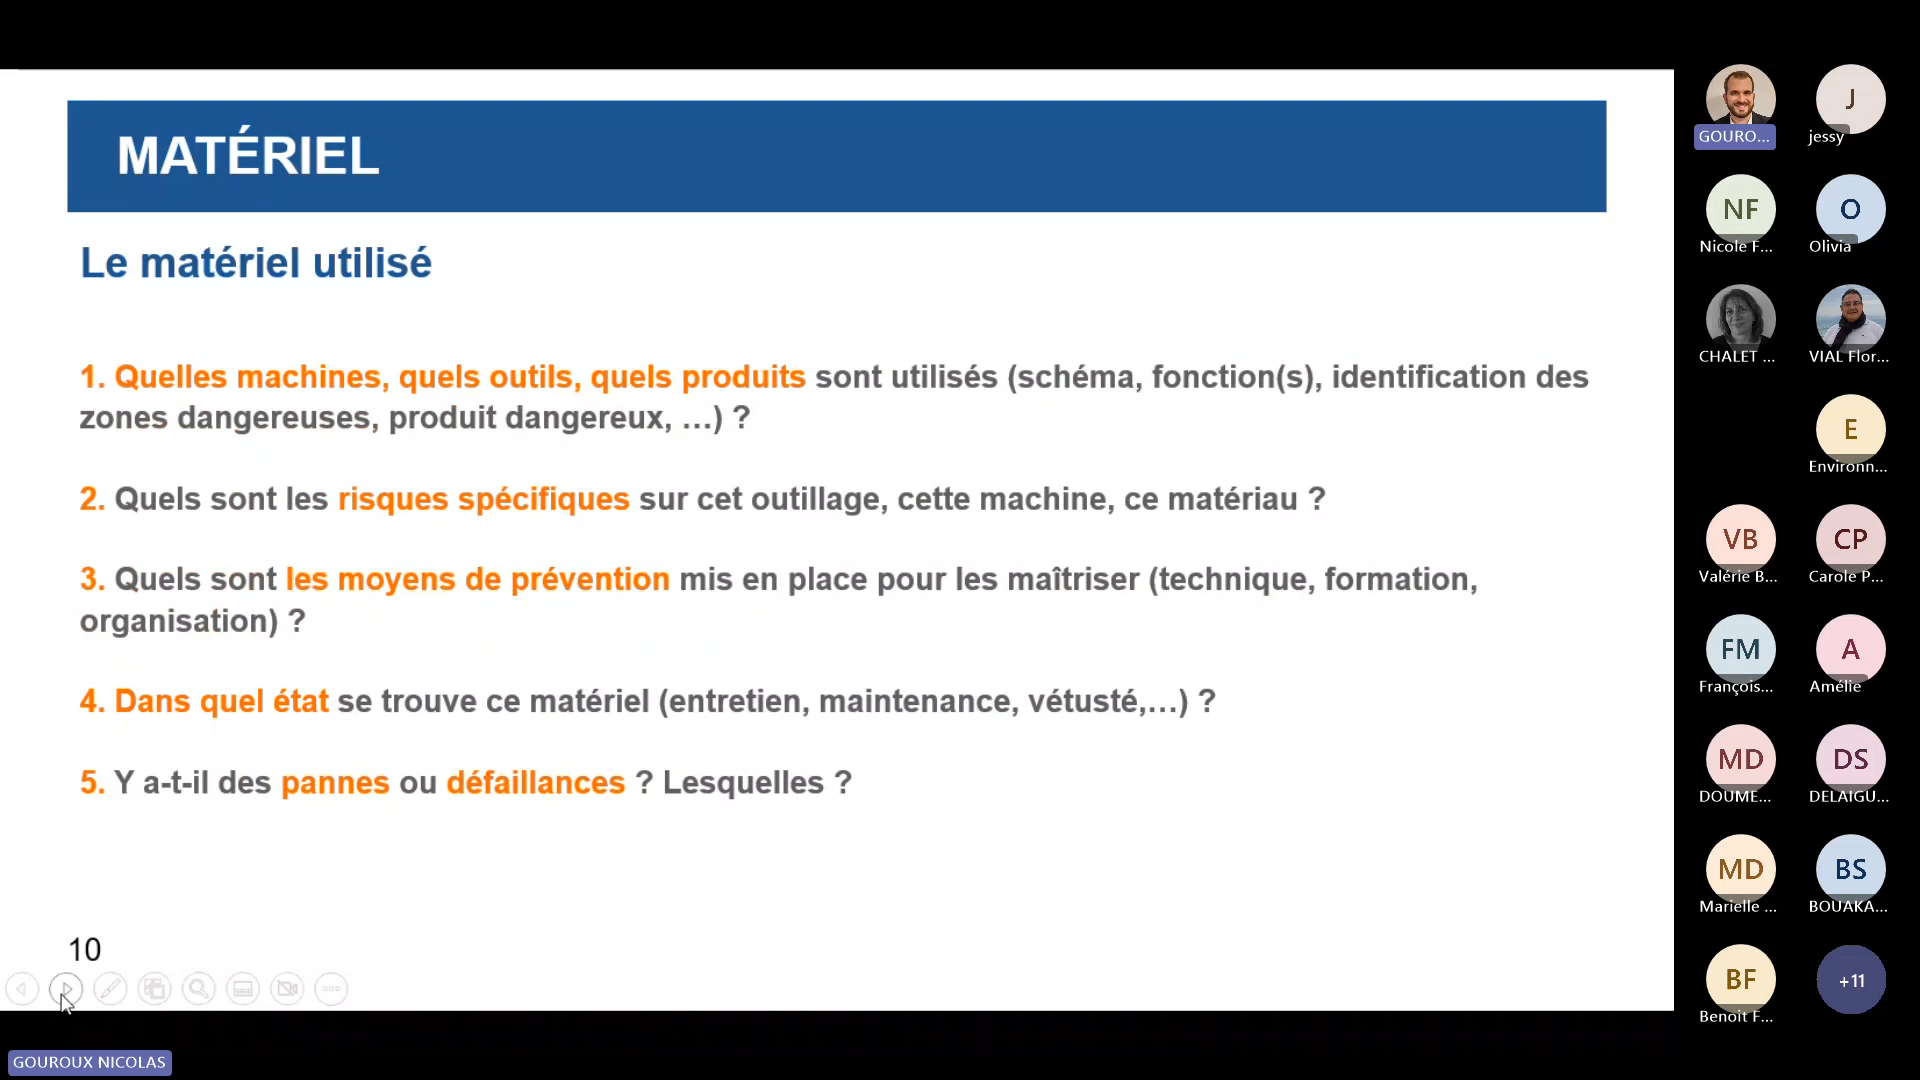 MATÉRIEL
Le matériel utilisé
1. Quelles machines, quels outils, quels produits sont utilisés (schéma, fonction(s), identification des
zones dangereuses, produit dangereux, …) ?
2. Quels sont les risques spécifiques sur cet outillage, cette machine, ce matériau ?
3. Quels sont les moyens de prévention mis en place pour les maîtriser (technique, formation,
organisation) ?
4. Dans quel état se trouve ce matériel (entretien, maintenance, vétusté,…) ?
5. Y a-t-il des pannes ou défaillances ? Lesquelles ?
10
GOUROUX NICOLAS
GOURO...
J
jessy
NF
Nicole F...
O
Olivia
CHALET ...
VIAL Flor...
E
Environn...
VB
Valérie B...
CP
Carole P...
FM
François...
A
Amélie
MD
DOUME...
DS
DELAIGU...
MD
Marielle ...
BS
BOUAKA...
BF
Benoit F...
+11